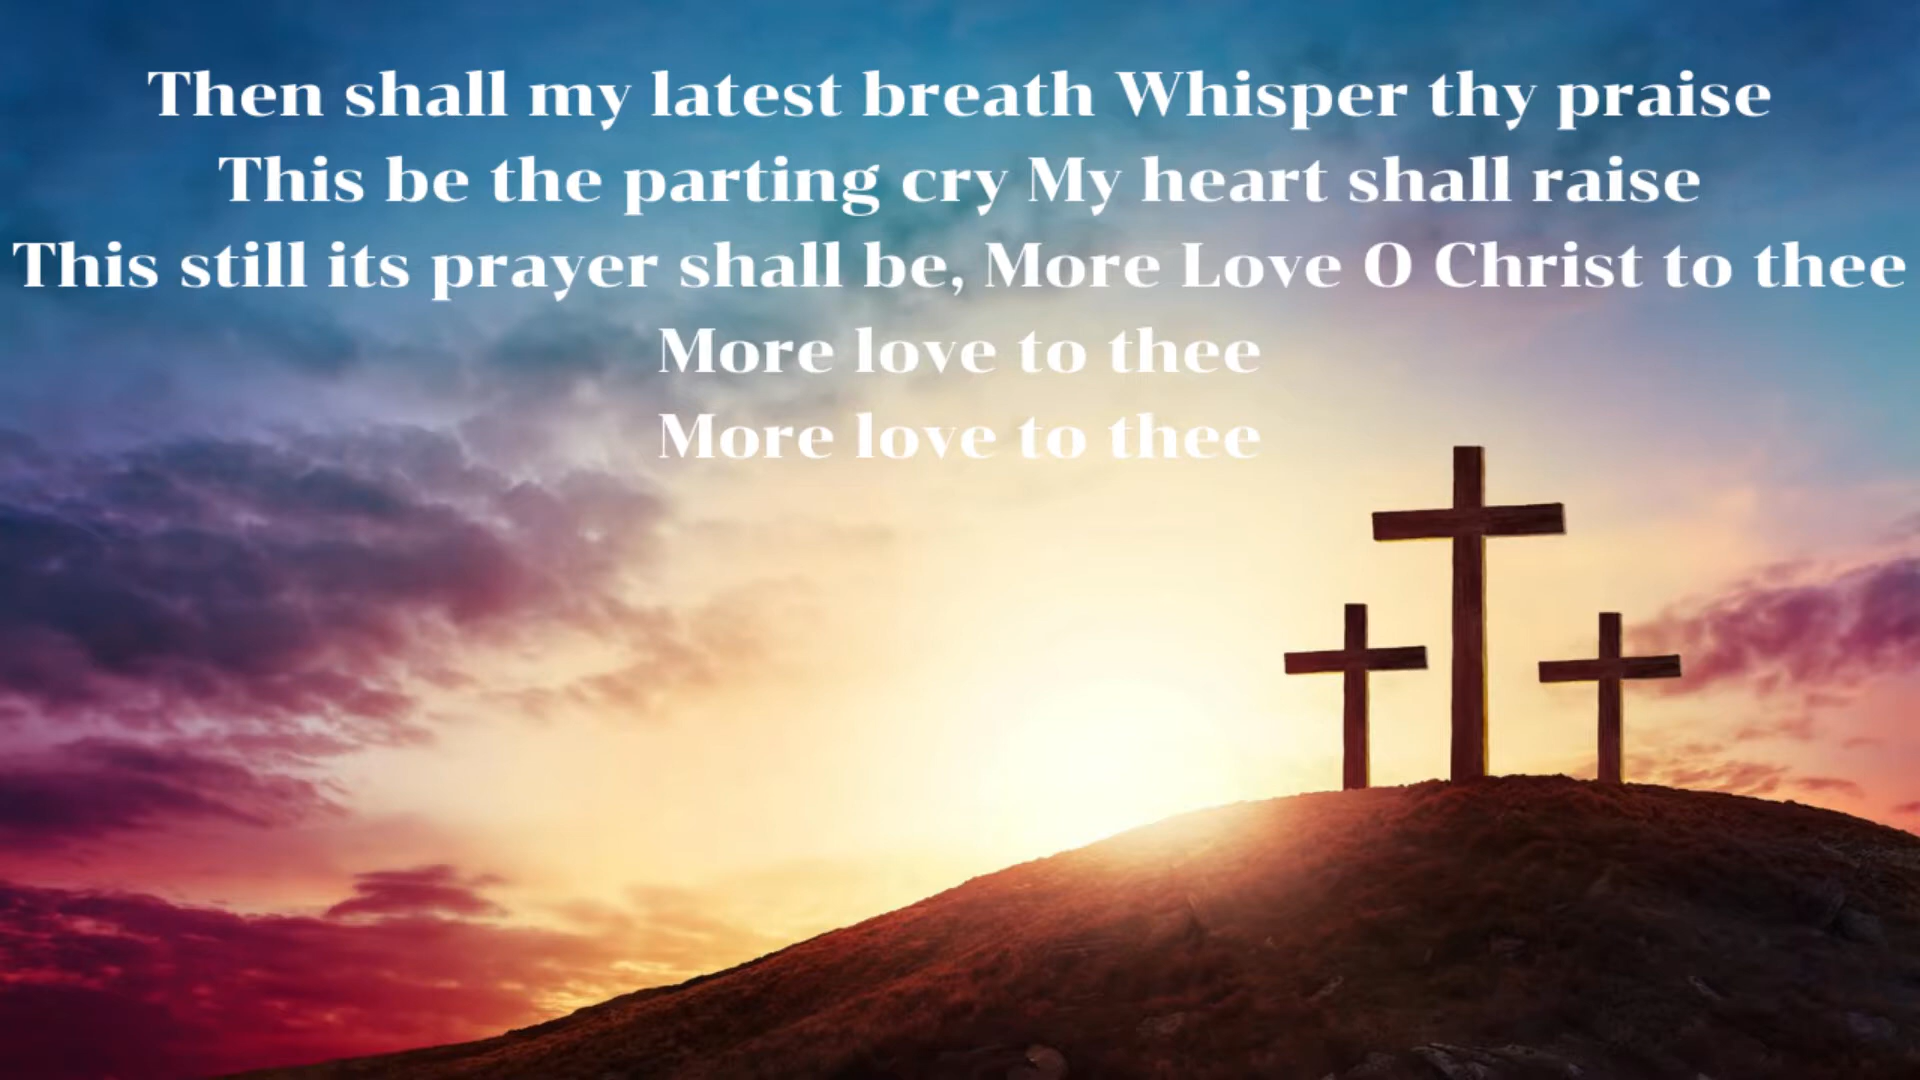 Then shall my latest breath Whisper thy praise
This be the parting cry My heart shall raise
This still its prayer shall be, More Love O Christ to thee
More love to thee
More love to thee